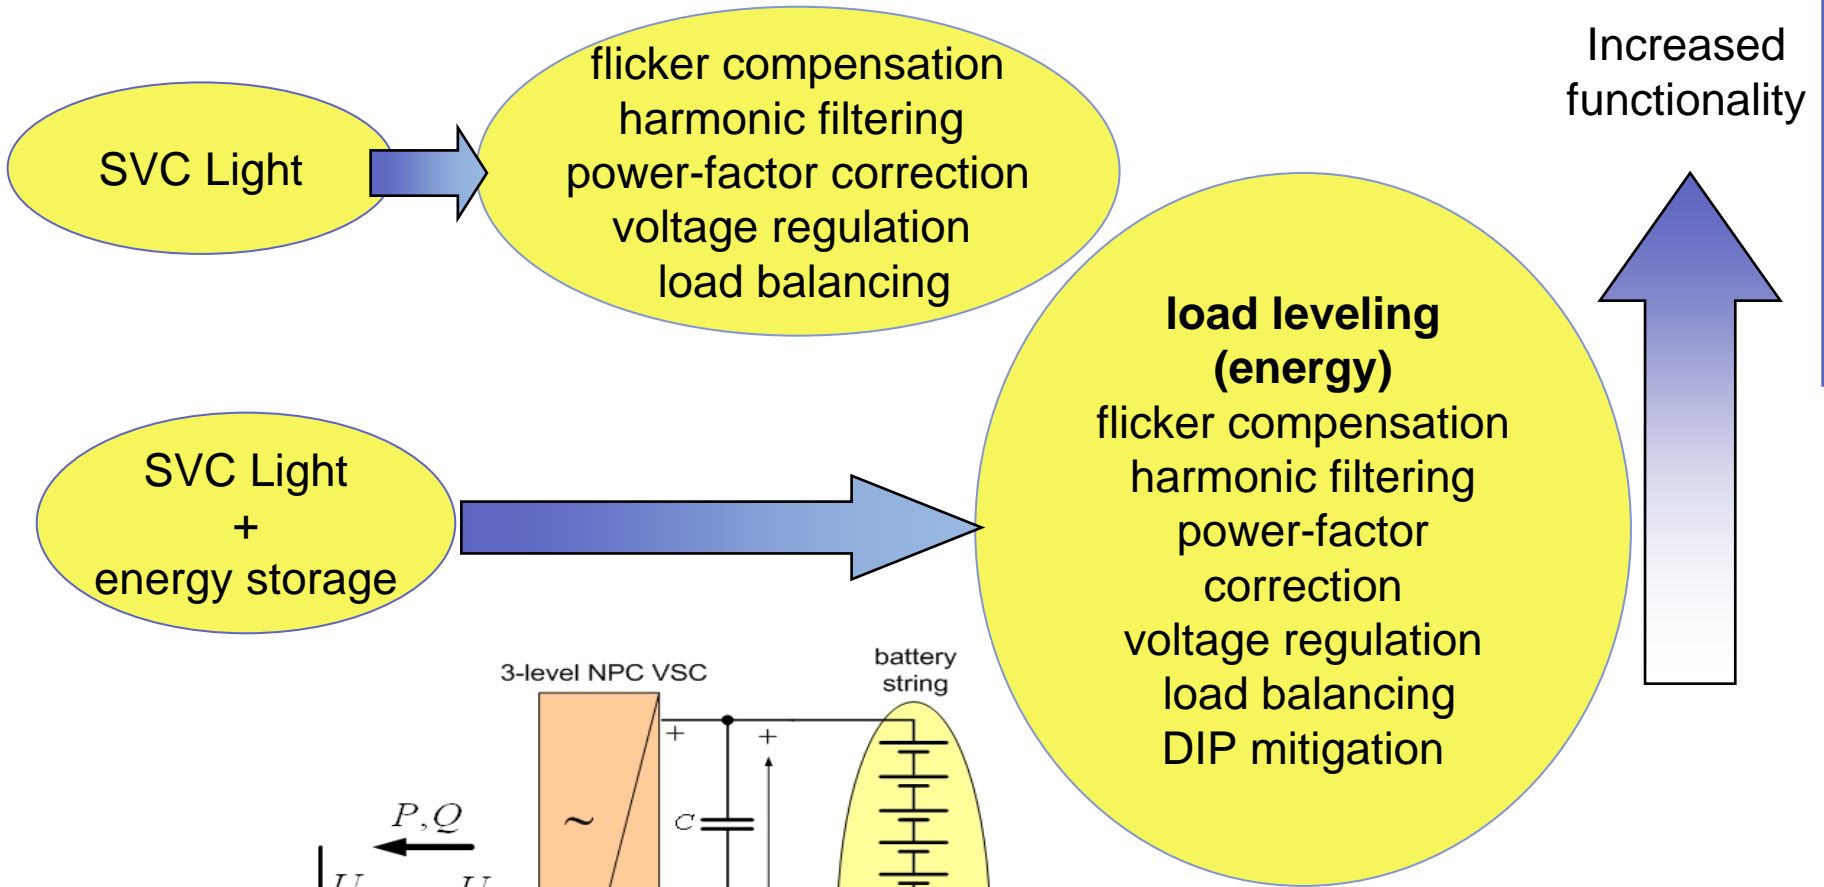 SVC Light
flicker compensation
harmonic filtering
power-factor correction
voltage regulation
load balancing
Increased
functionality
SVC Light
+
energy storage
load leveling
(energy)
flicker compensation
harmonic filtering
power-factor
correction
voltage regulation
load balancing
DIP mitigation
3-level NPC VSC
battery
string
+
+
~
C
P,Q